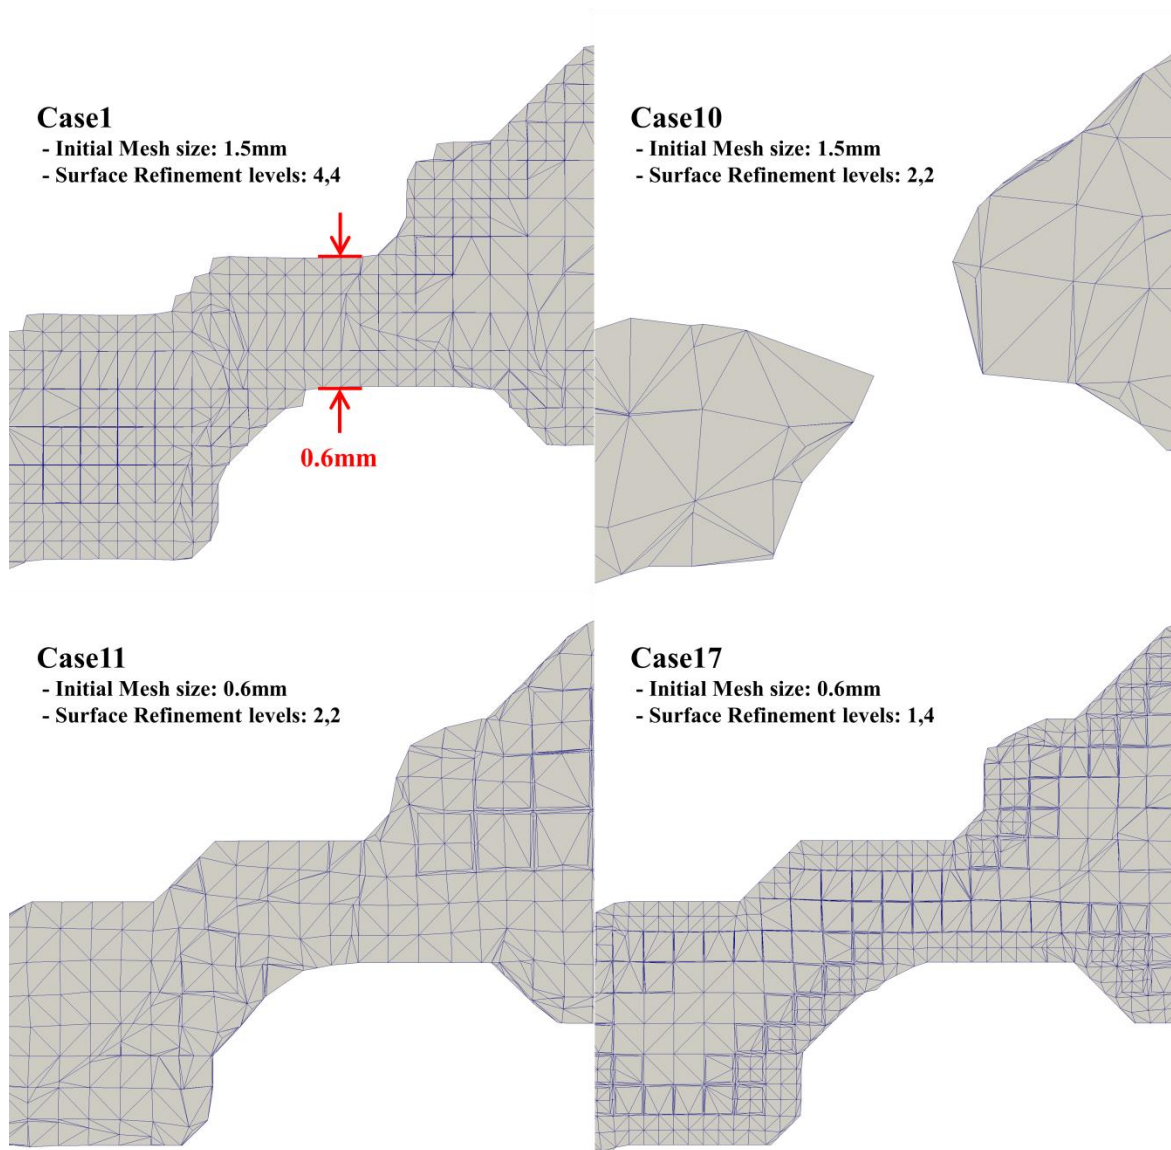 Case1
- Initial Mesh size: 1.5mm
- Surface Refinement levels: 4,4
0.6mm
Case10
- Initial Mesh size: 1.5mm
- Surface Refinement levels: 2,2
Case11
- Initial Mesh size: 0.6mm
- Surface Refinement levels: 2,2
Case17
- Initial Mesh size: 0.6mm
- Surface Refinement levels: 1,4